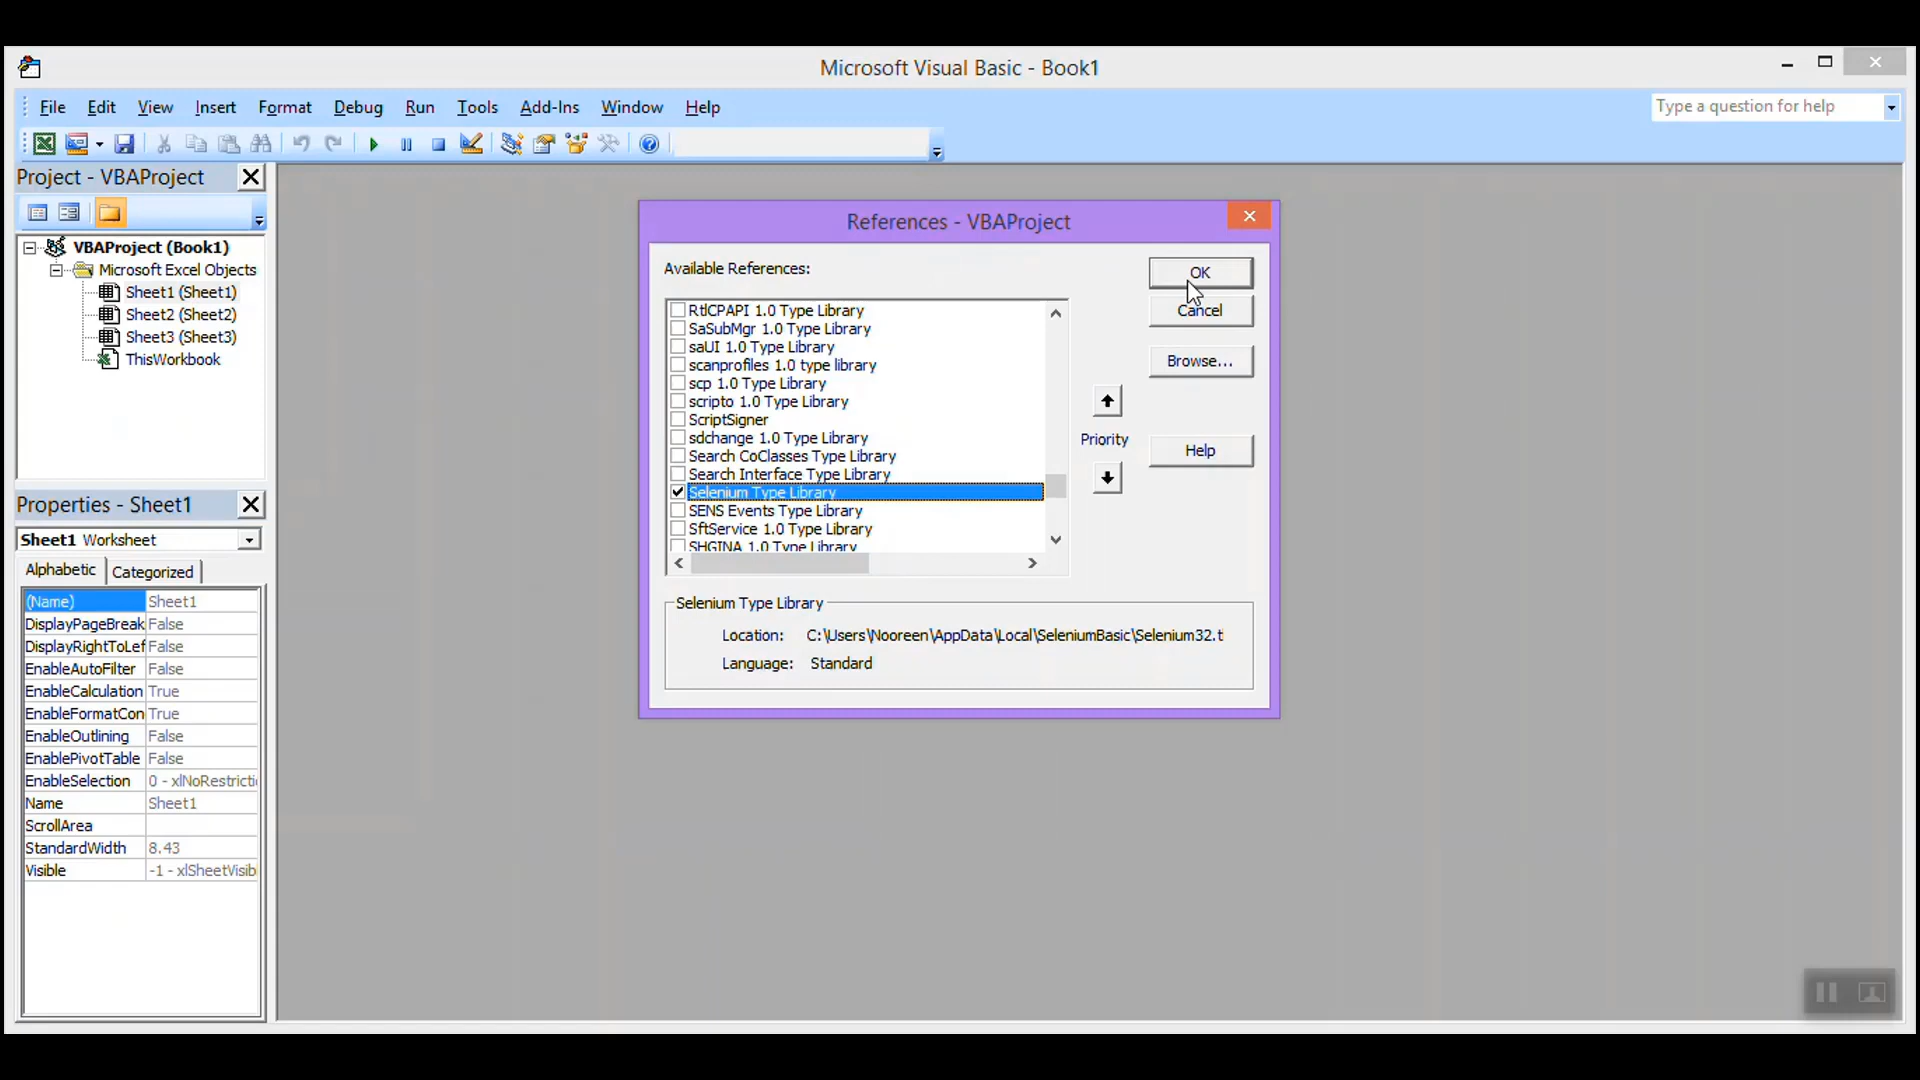 Microsoft Visual Basic - Book1
File Edit View Insert Format Debug Run Tools Add-Ins Window Help
Type a question for help
Project - VBAProject
VBAProject (Book1)
Microsoft Excel Objects
Sheet1 (Sheet1)
Sheet2 (Sheet2)
Sheet3 (Sheet3)
ThisWorkbook
Properties - Sheet1
Sheet1 Worksheet
Alphabetic Categorized
(Name) Sheet1
DisplayPageBreak False
DisplayRightToLef False
EnableAutoFilter False
EnableCalculation True
EnableFormatCon True
EnableOutlining False
EnablePivotTable False
EnableSelection 0 - xlNoRestricti
Name Sheet1
ScrollArea
StandardWidth 8.43
Visible -1 - xlSheetVisib
References - VBAProject
Available References:
RtlCPAPI 1.0 Type Library
SaSubMgr 1.0 Type Library
saUI 1.0 Type Library
scanprofiles 1.0 type library
scp 1.0 Type Library
scripto 1.0 Type Library
ScriptSigner
sdchange 1.0 Type Library
Search CoClasses Type Library
Search Interface Type Library
Selenium Type Library
SENS Events Type Library
SftService 1.0 Type Library
SHGINA 1.0 Type Library
OK
Cancel
Browse...
Priority
Help
Selenium Type Library
Location: C:\Users\Nooreen\AppData\Local\SeleniumBasic\Selenium32.t
Language: Standard